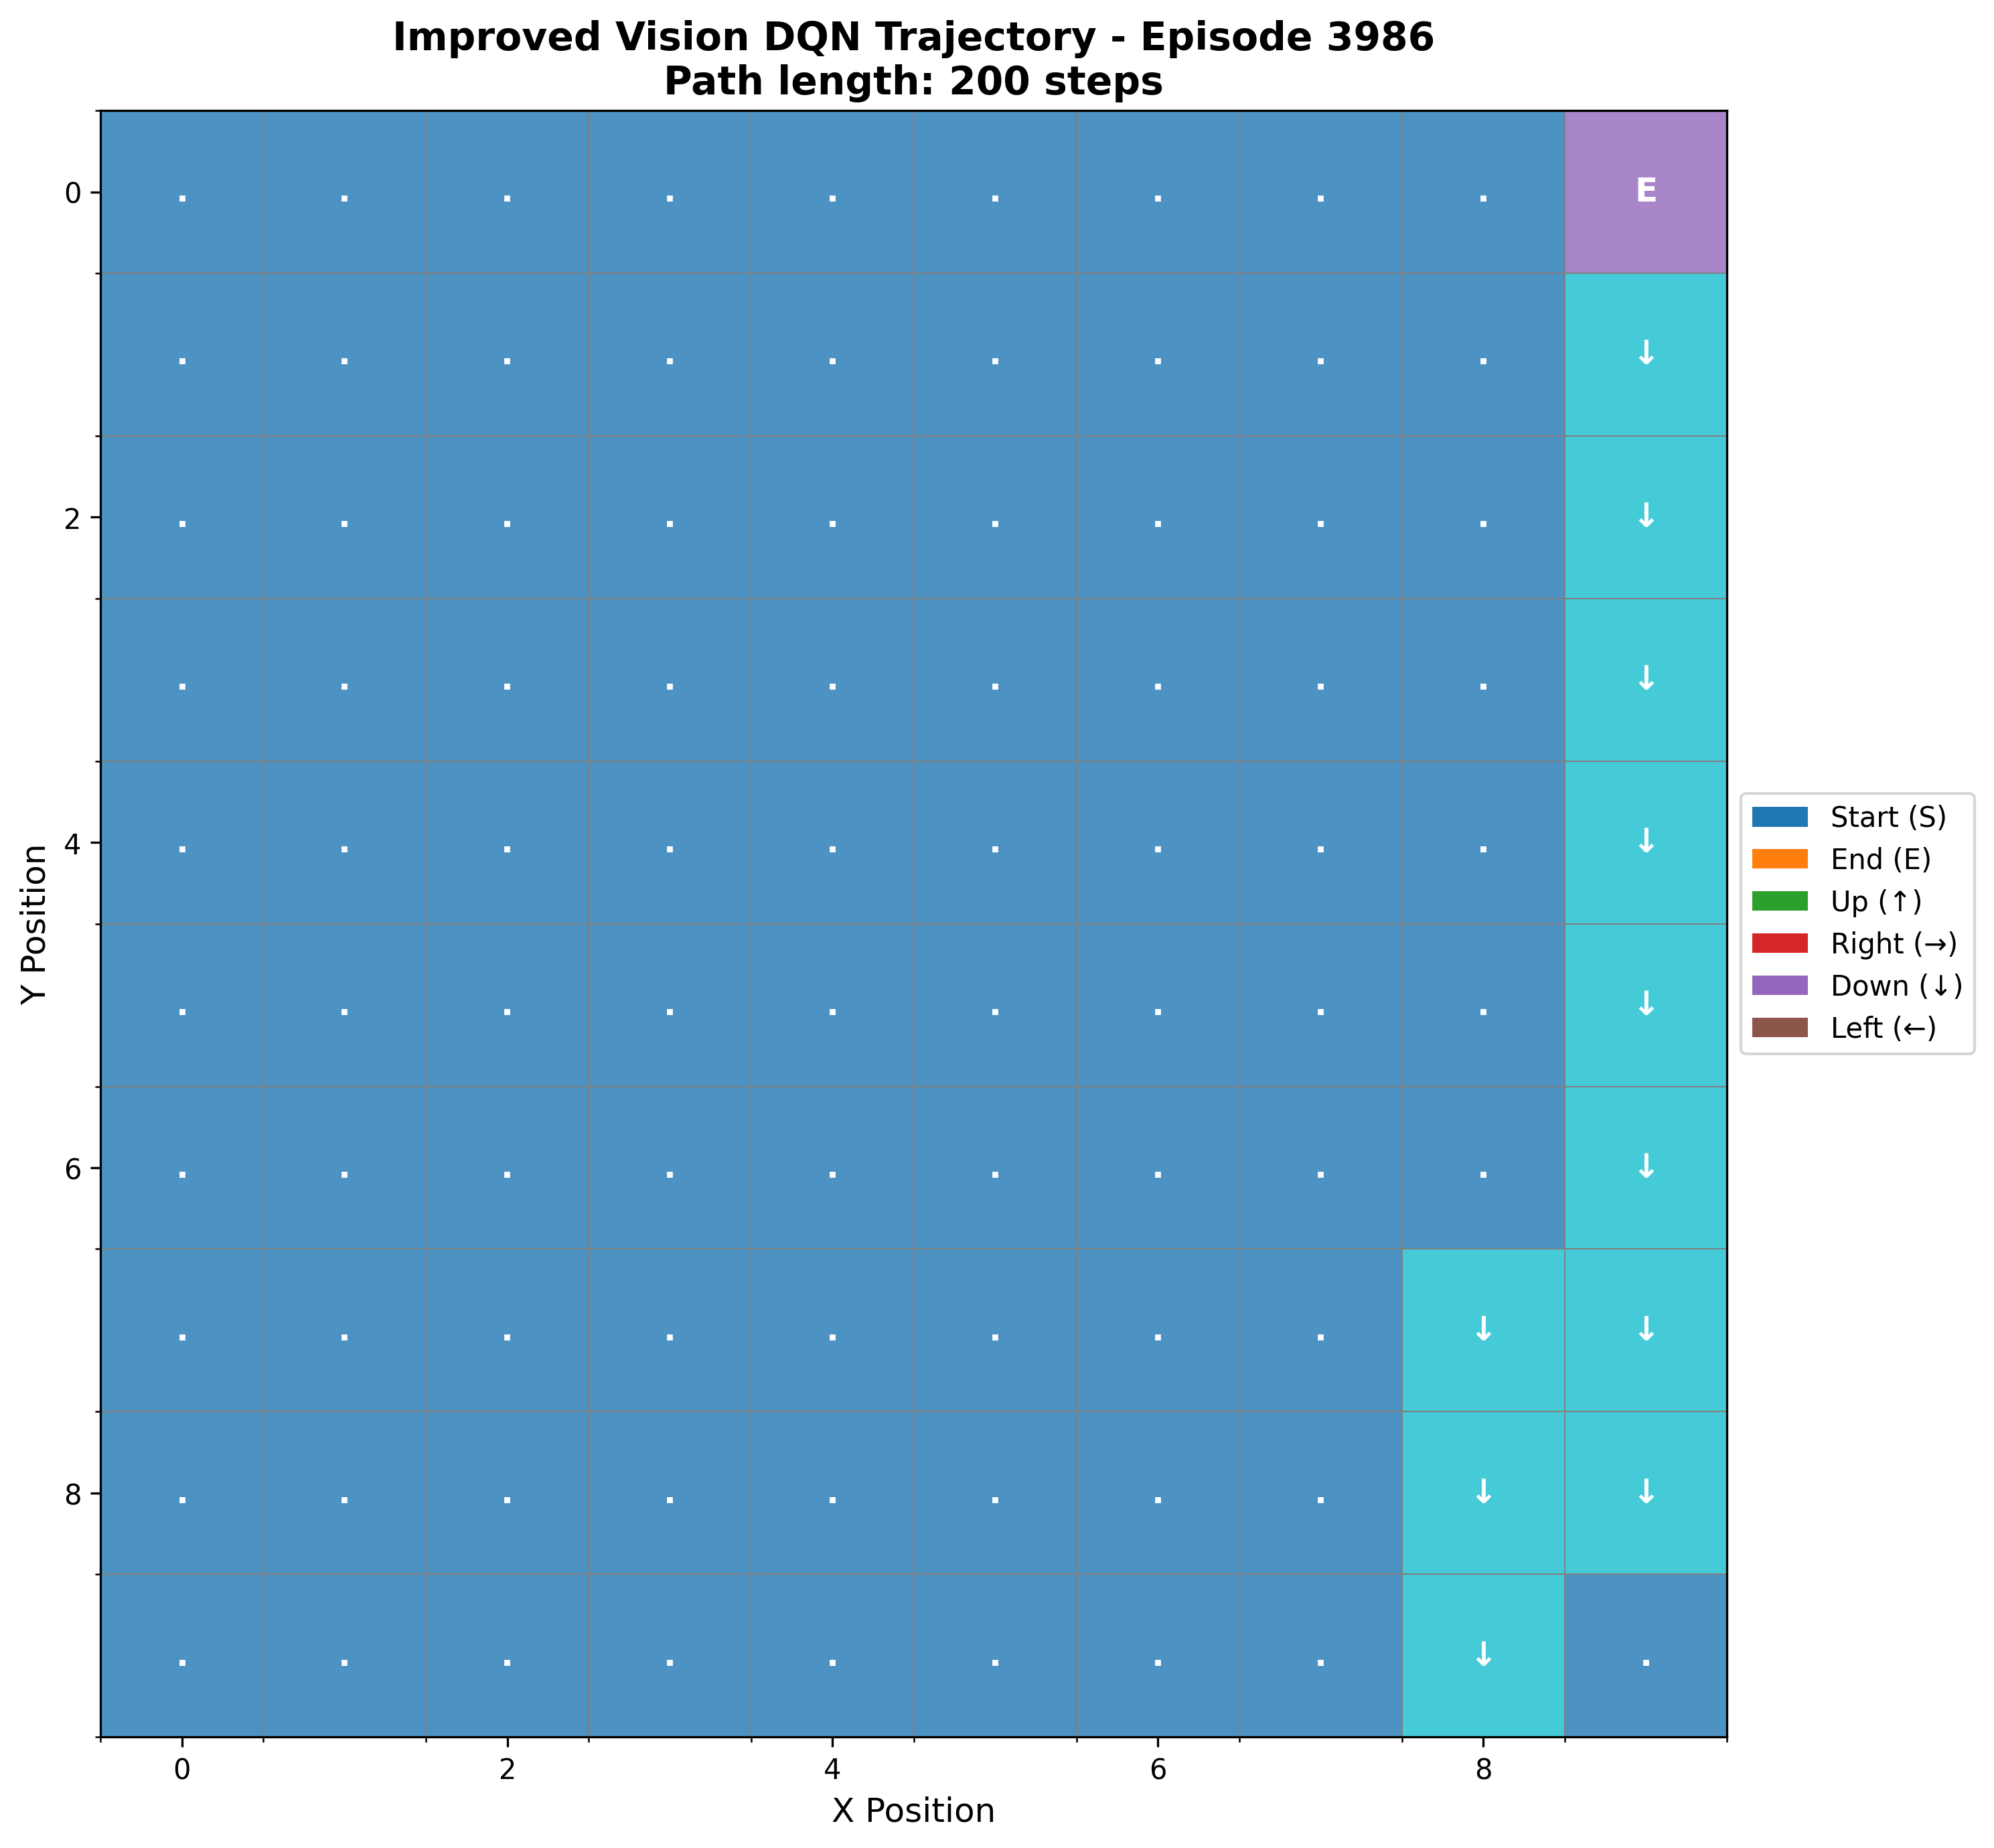 Improved Vision DQN Trajectory - Episode 3986
Path length: 200 steps
0 . . . . . . . . . E
. . . . . . . . . ↓
2 . . . . . . . . . ↓
. . . . . . . . . ↓
4 . . . . . . . . . ↓
. . . . . . . . . ↓
6 . . . . . . . . . ↓
. . . . . . . . ↓ ↓
8 . . . . . . . . ↓ ↓
. . . . . . . . ↓ .
0 2 4 6 8
X Position
Y Position
Start (S)
End (E)
Up (↑)
Right (→)
Down (↓)
Left (←)